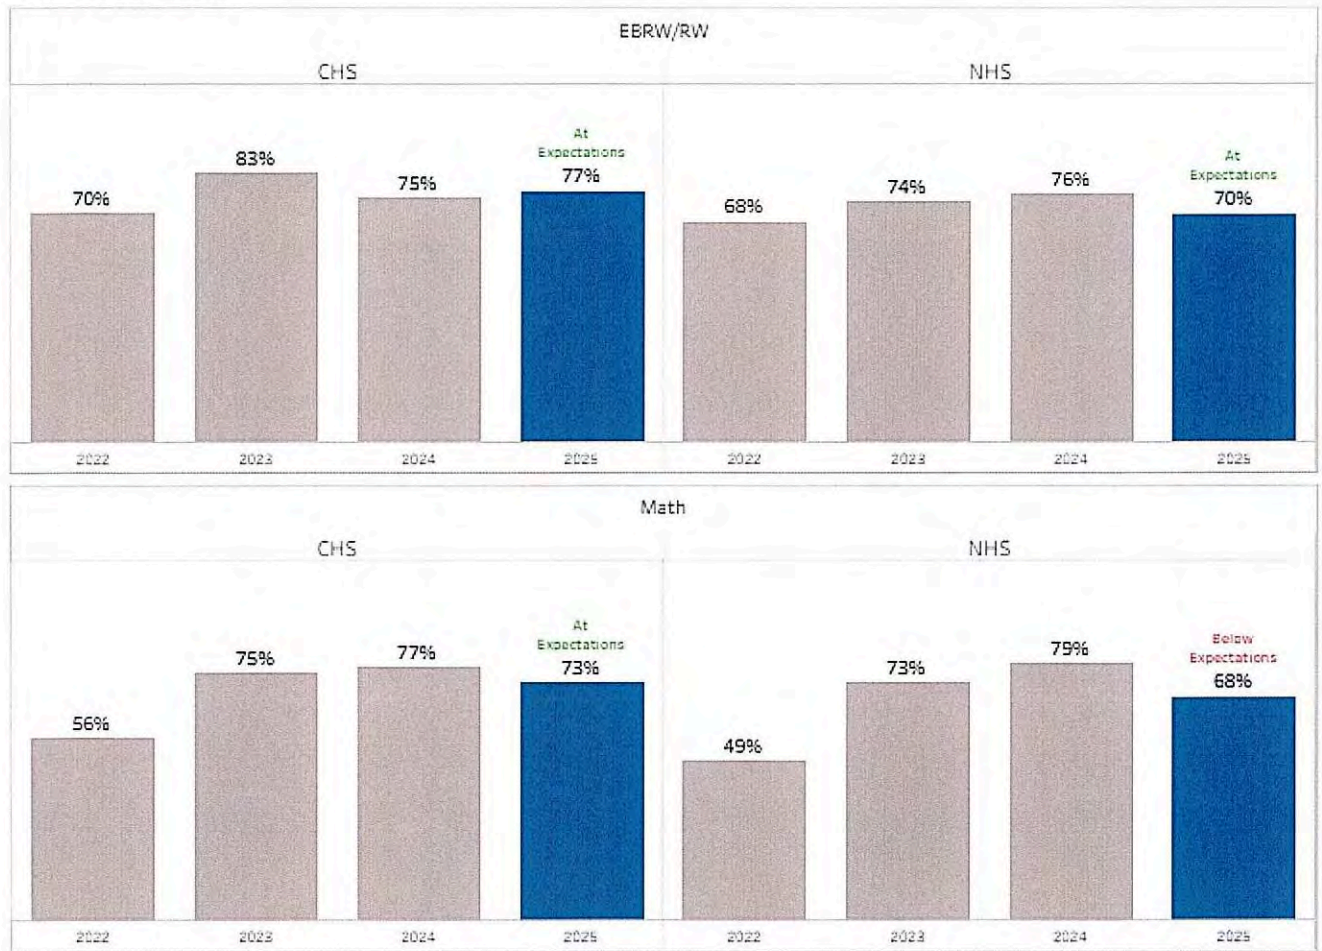 EBRW/RW
CHS
NHS
At
Expectations
83%
77%
75%
70%
At
Expectations
76%
74%
70%
68%
2022
2023
2024
2025
2022
2023
2024
2025
Math
CHS
NHS
At
Expectations
77%
75%
73%
56%
Below
Expectations
79%
73%
68%
49%
2022
2023
2024
2025
2022
2023
2024
2025